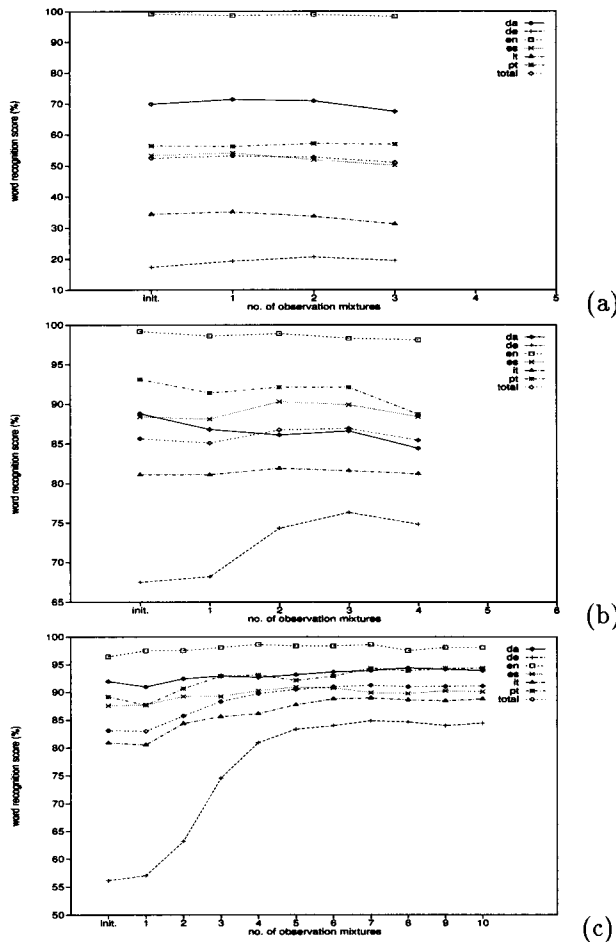 100
90
80
70
60
50
40
30
20
10
word recognition score (%)
init. 1 2 3 4 5
no. of observation mixtures
da
de
en
es
it
pt
total
(a)
100
95
90
85
80
75
70
65
word recognition score (%)
init. 1 2 3 4 5 6
no. of observation mixtures
da
de
en
es
it
pt
total
(b)
100
95
90
85
80
75
70
65
60
55
50
word recognition score (%)
init. 1 2 3 4 5 6 7 8 9 10
no. of observation mixtures
da
de
en
es
it
pt
total
(c)